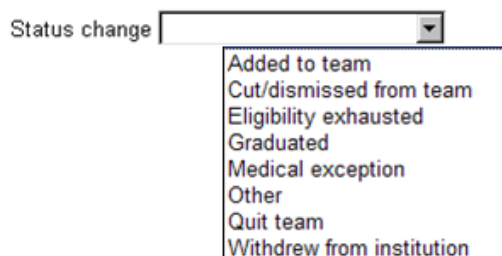 Status change
Added to team
Cut/dismissed from team
Eligibility exhausted
Graduated
Medical exception
Other
Quit team
Withdrew from institution